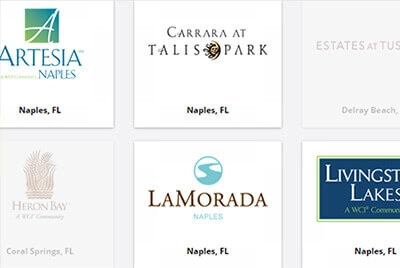 ARTESIA
NAPLES
Naples, FL
CARRARA AT
TALIS PARK
Naples, FL
ESTATES AT TUS
Delray Beach,
HERON BAY
A WCI Community
Coral Springs, FL
LAMORADA
NAPLES
Naples, FL
LIVINGST
LAKES
A WCI® Communi
Naples, FL